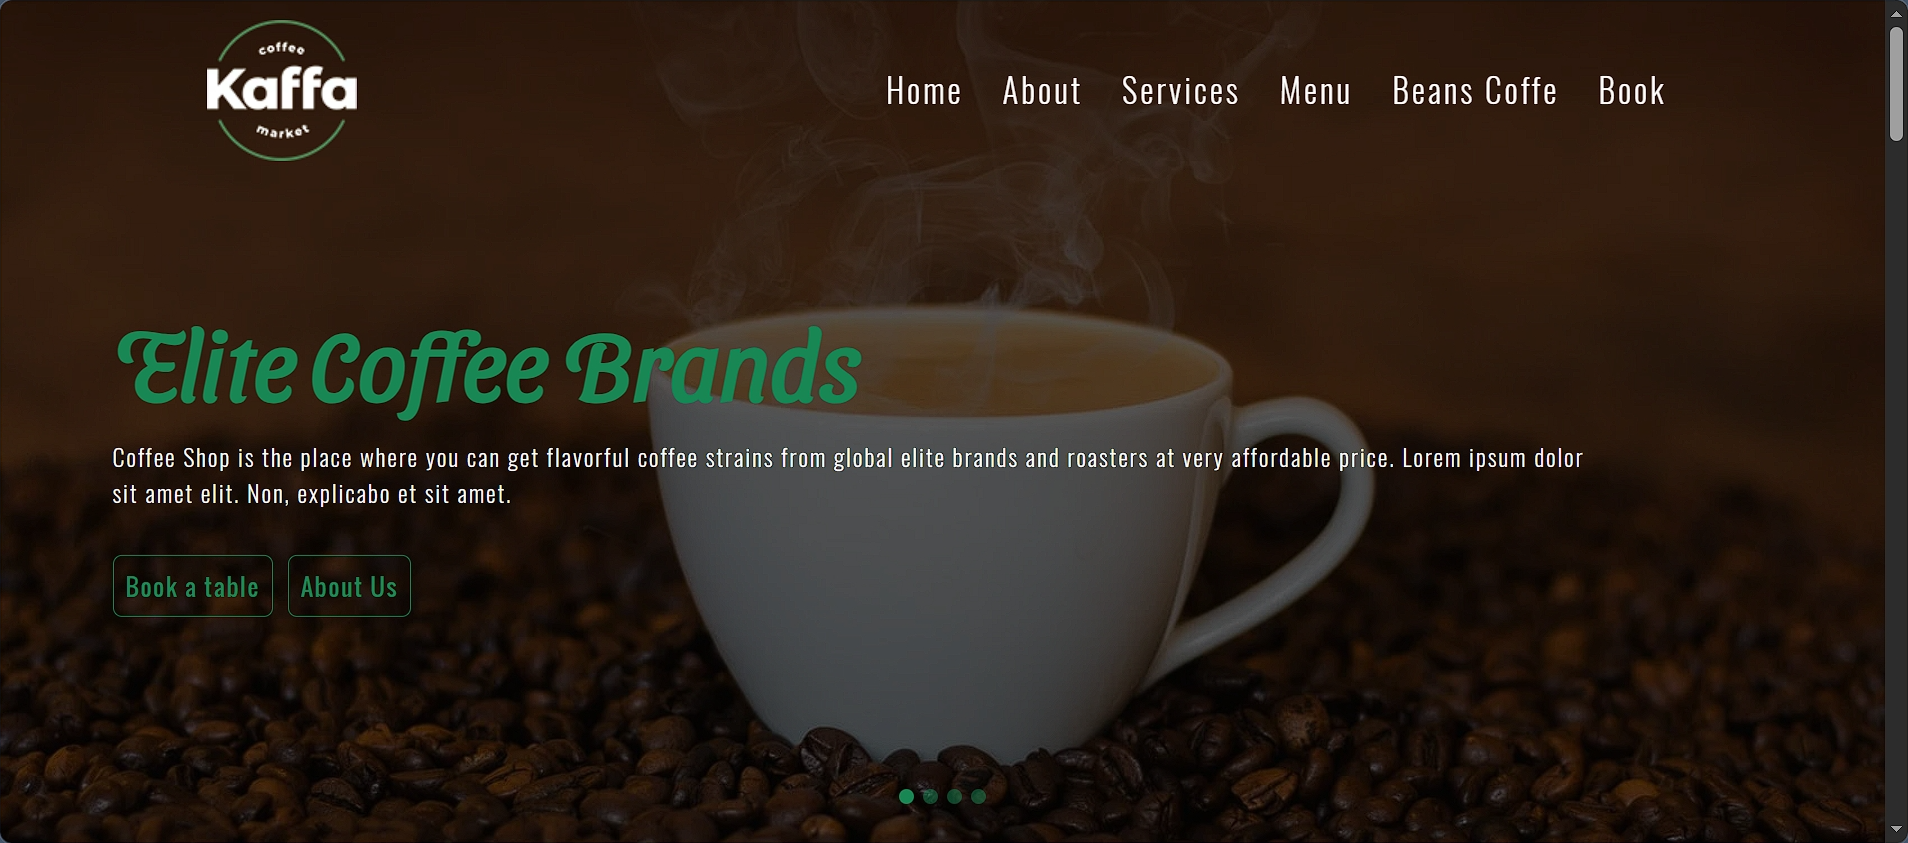 coffee
Kaffa
market
Home About Services Menu Beans Coffe Book
Elite Coffee Brands
Coffee Shop is the place where you can get flavorful coffee strains from global elite brands and roasters at very affordable price. Lorem ipsum dolor
sit amet elit. Non, explicabo et sit amet.
Book a table About Us